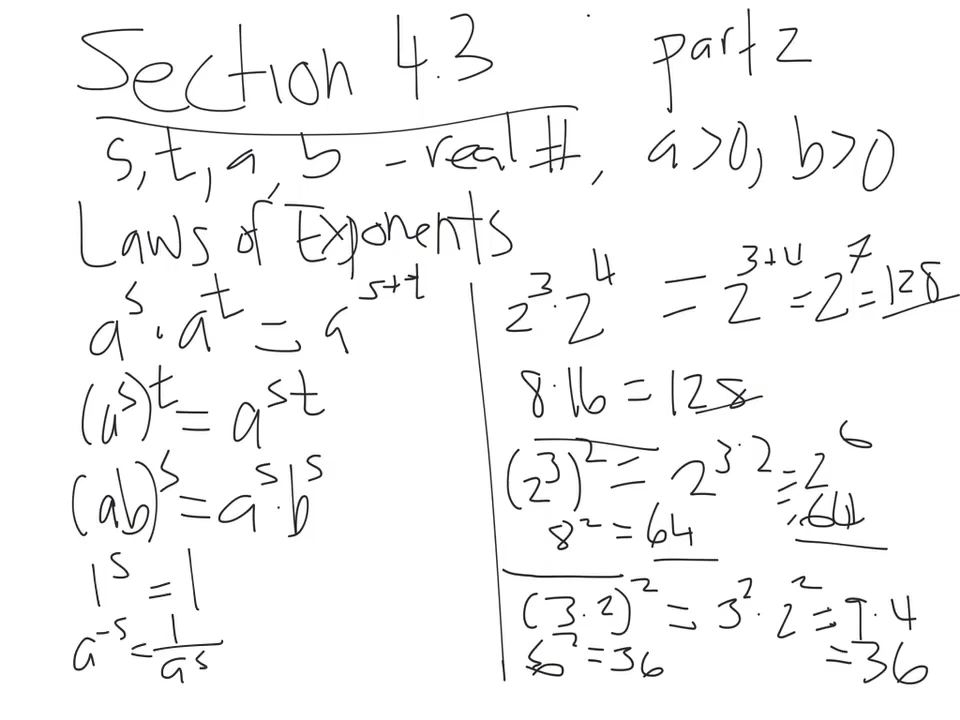 Section 4.3 part 2
s, t, a, b - real #, a>0, b>0
Laws of Exponents
a^s · a^t = a^{s+t}
(a^s)^t = a^{st}
(ab)^s = a^s · b^s
1^s = 1
a^{-s} = 1/a^s
2^3 · 2^4 = 2^{3+4} = 2^7 = 128
8 · 16 = 128
(2^3)^2 = 2^{3·2} = 2^6
8^2 = 64 = 64
(3·2)^2 = 3^2 · 2^2 = 9·4
6^2 = 36 = 36